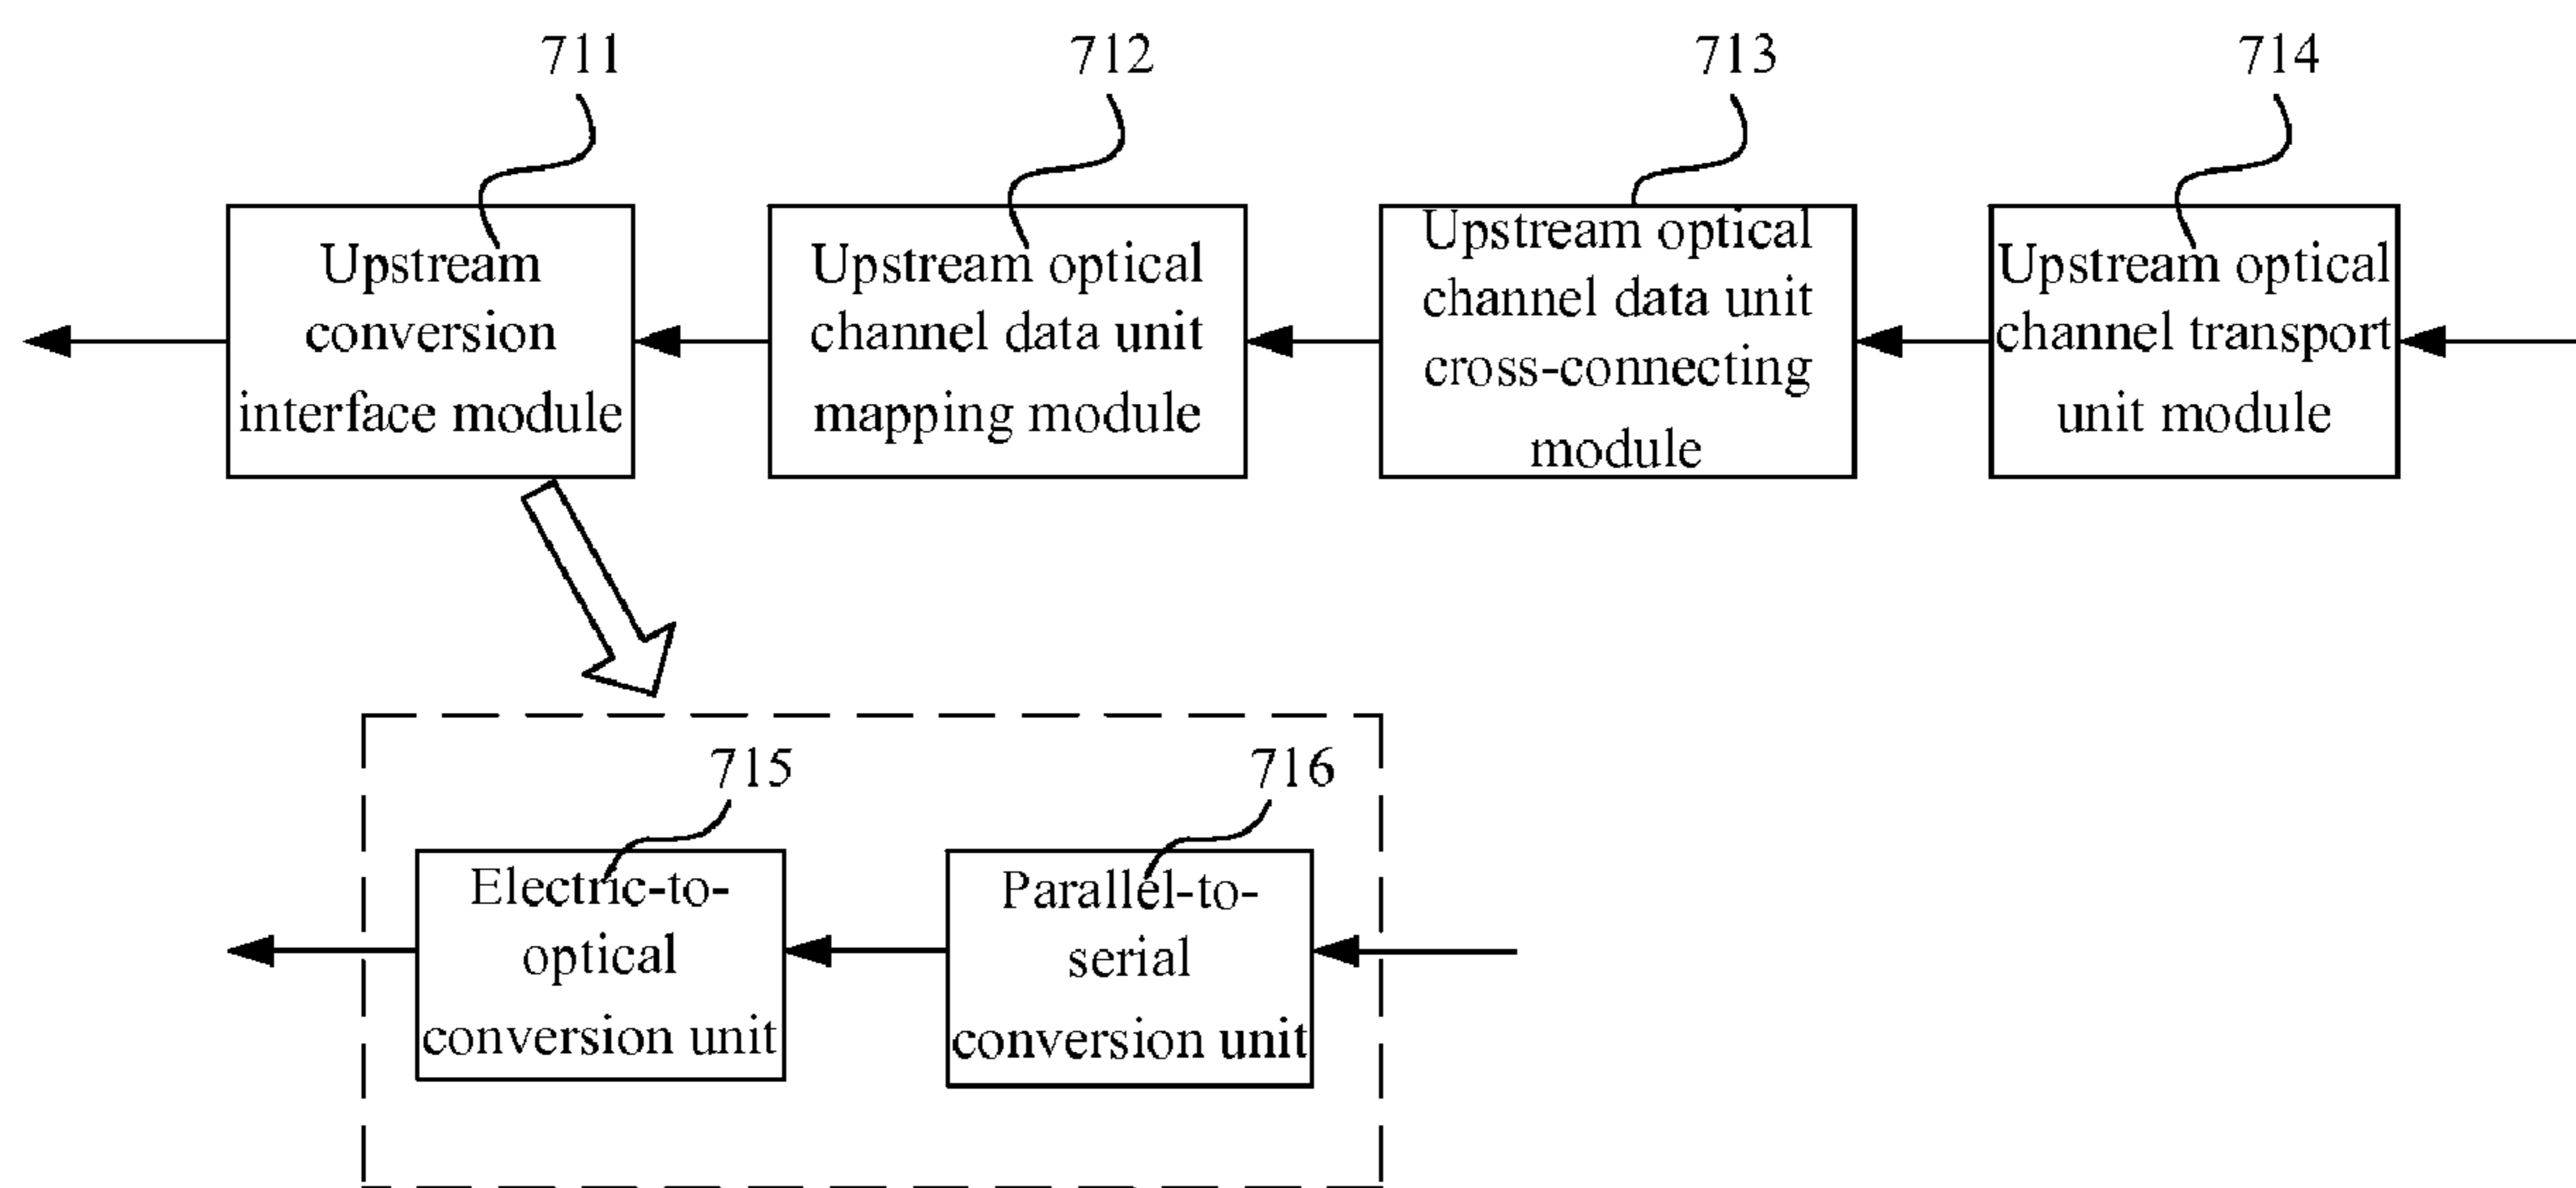 711
712
713
714
Upstream
conversion
interface module
Upstream optical
channel data unit
mapping module
Upstream optical
channel data unit
cross-connecting
module
Upstream optical
channel transport
unit module
715
716
Electric-to-
optical
conversion unit
Parallel-to-
serial
conversion unit